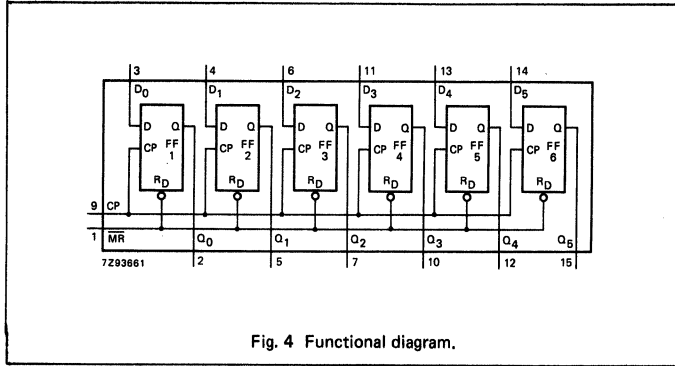 3 4 6 11 13 14
D0 D1 D2 D3 D4 D5
D Q D Q D Q D Q D Q D Q
CP FF 1 CP FF 2 CP FF 3 CP FF 4 CP FF 5 CP FF 6
RD RD RD RD RD RD
9 CP
1 MR Q0 Q1 Q2 Q3 Q4 Q5
7Z93661 2 5 7 10 12 15
Fig. 4 Functional diagram.